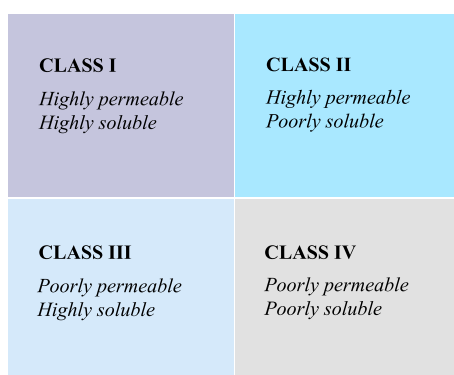 CLASS I
Highly permeable
Highly soluble
CLASS II
Highly permeable
Poorly soluble
CLASS III
Poorly permeable
Highly soluble
CLASS IV
Poorly permeable
Poorly soluble